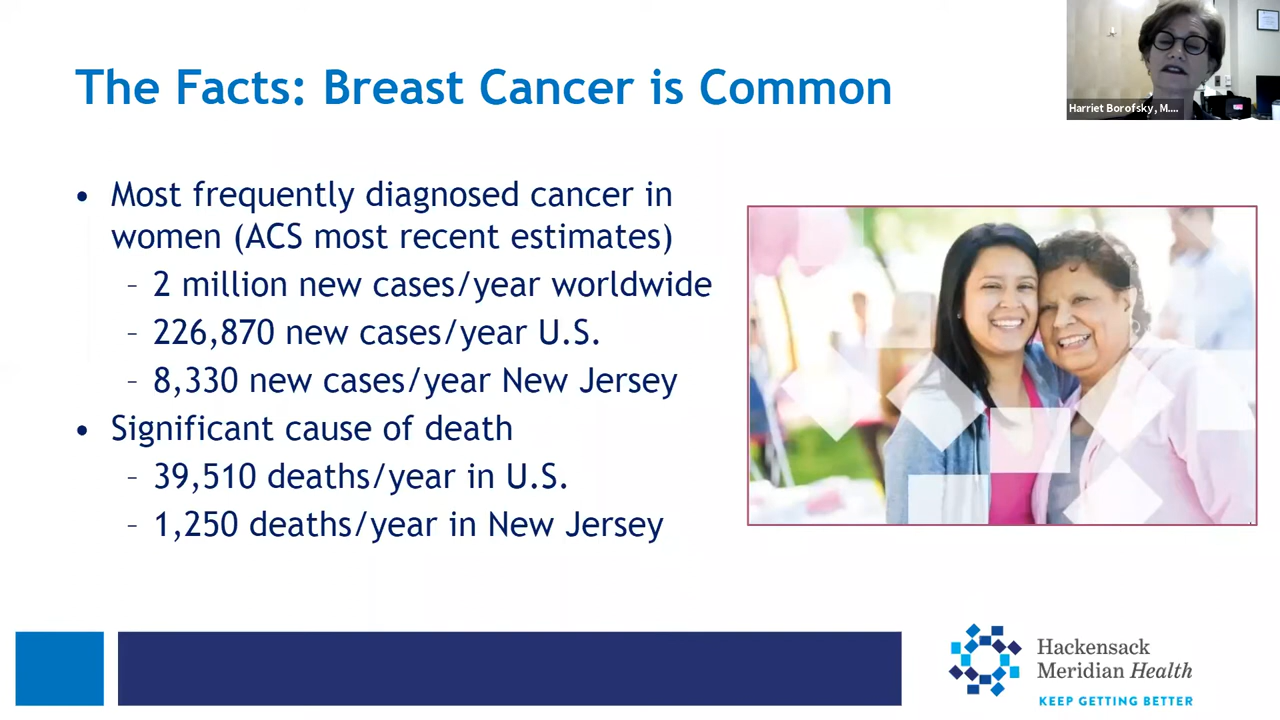 The Facts: Breast Cancer is Common
Harriet Borofsky, M....
• Most frequently diagnosed cancer in
women (ACS most recent estimates)
- 2 million new cases/year worldwide
- 226,870 new cases/year U.S.
- 8,330 new cases/year New Jersey
• Significant cause of death
- 39,510 deaths/year in U.S.
- 1,250 deaths/year in New Jersey
Hackensack
Meridian Health
KEEP GETTING BETTER